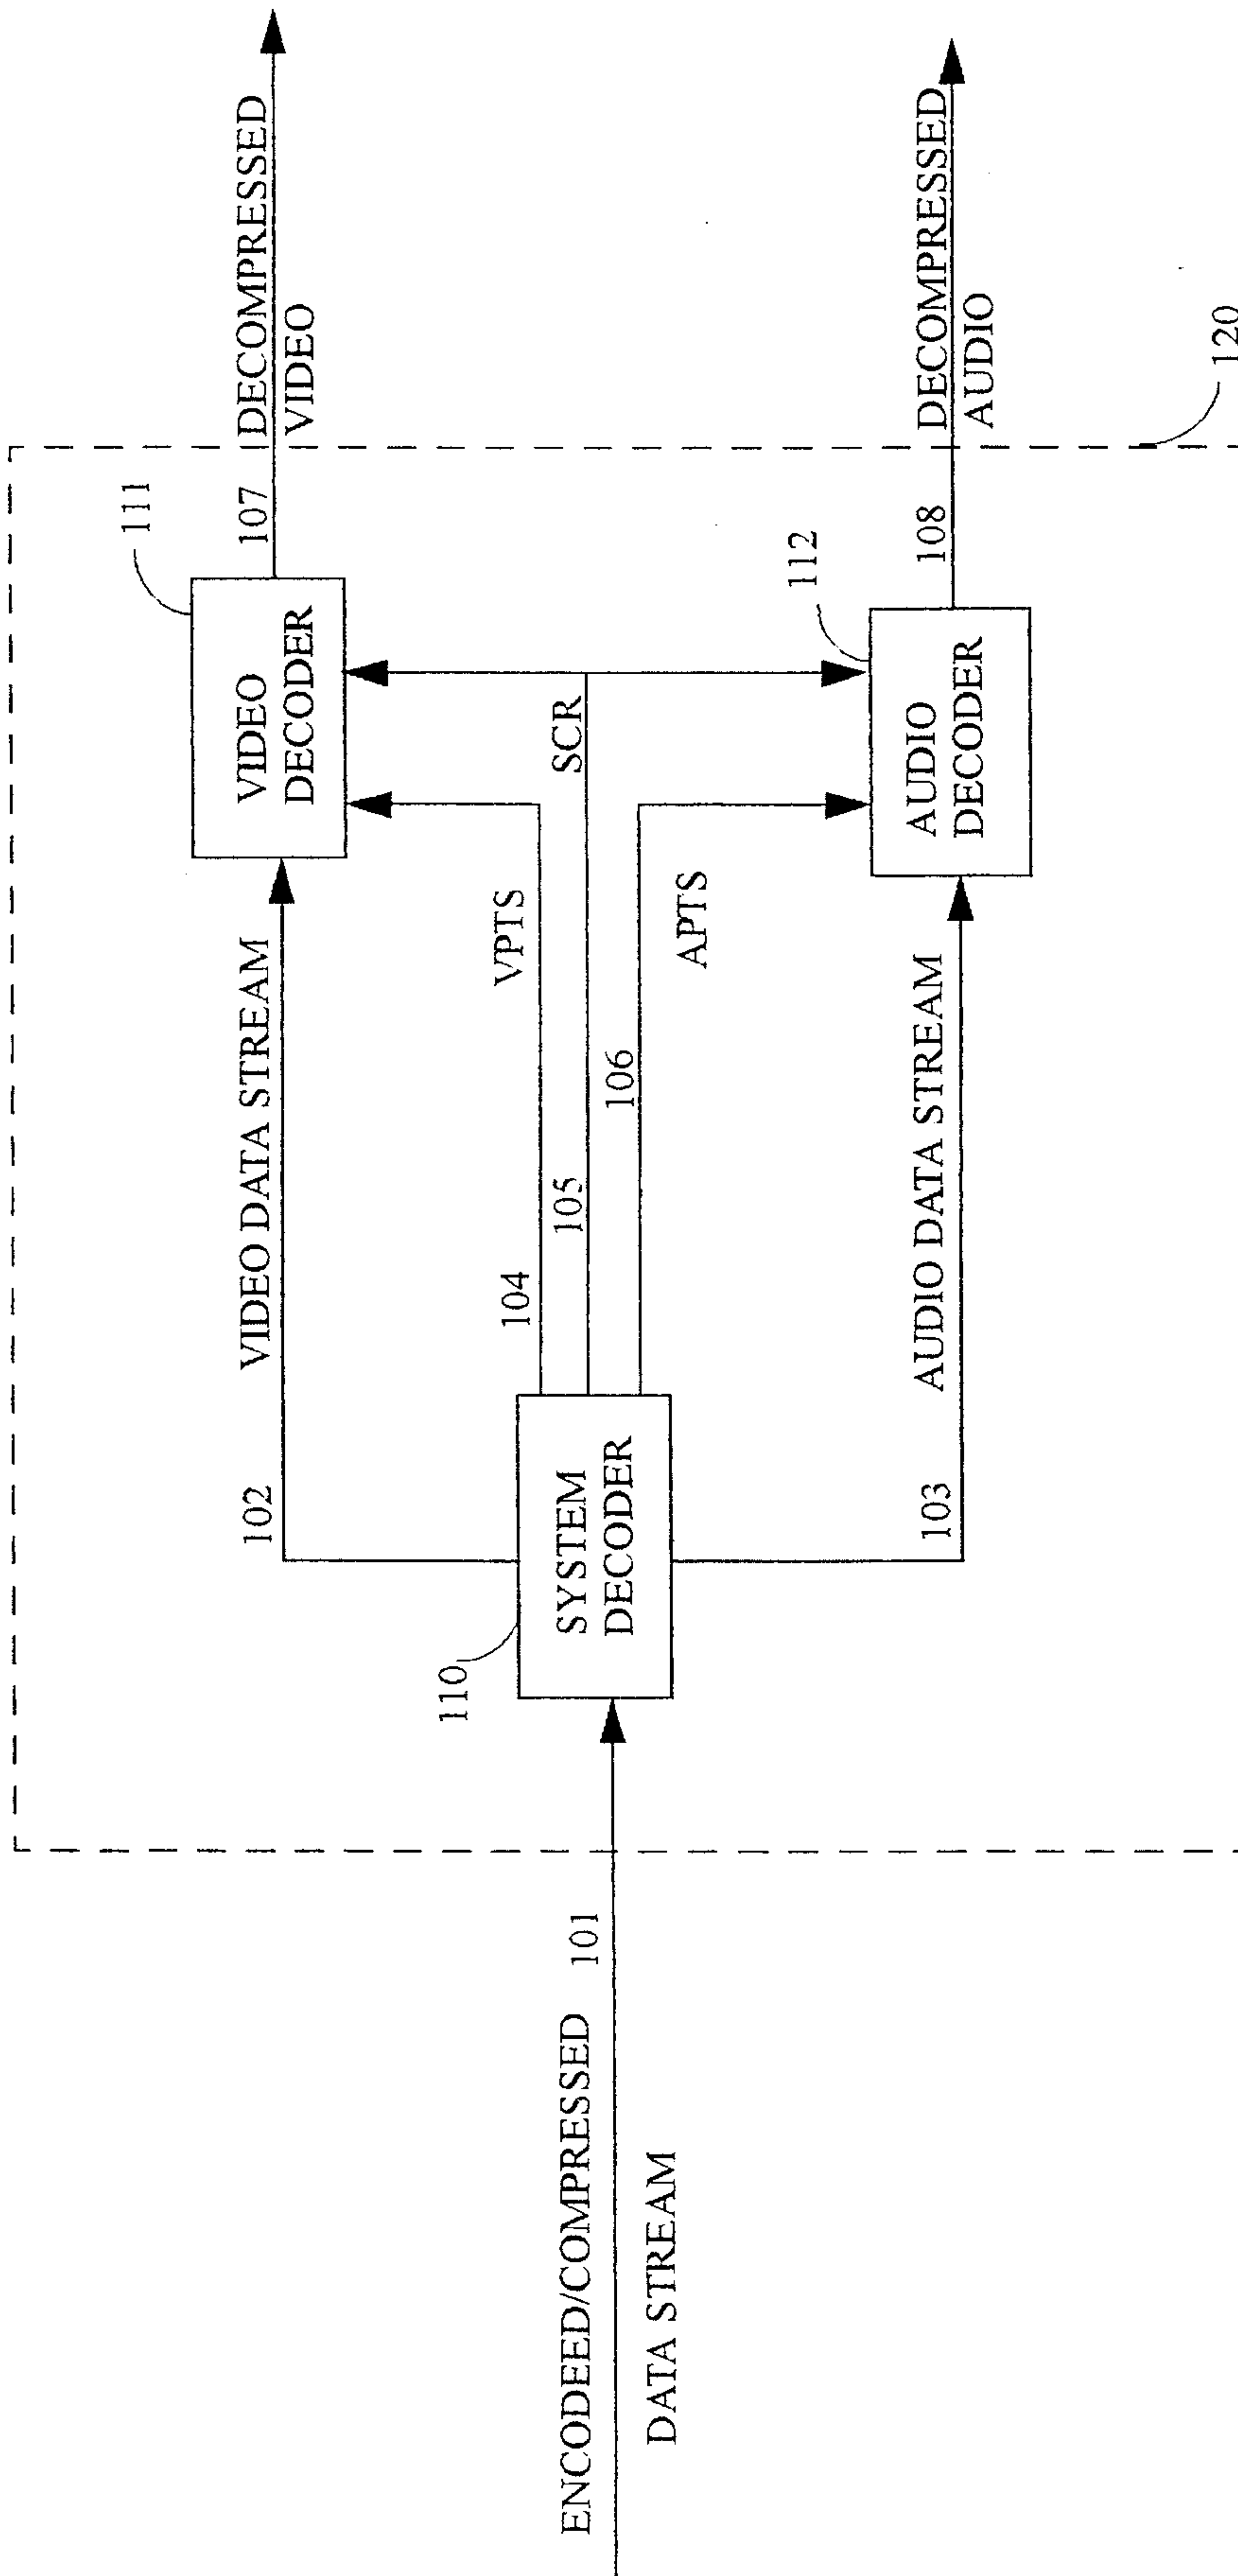 ENCODEED/COMPRESSED
101
DATA STREAM
110
SYSTEM
DECODER
102
VIDEO DATA STREAM
104
VPTS
105
SCR
106
APTS
103
AUDIO DATA STREAM
111
VIDEO
DECODER
107
DECOMPRESSED
VIDEO
112
AUDIO
DECODER
108
DECOMPRESSED
AUDIO
120